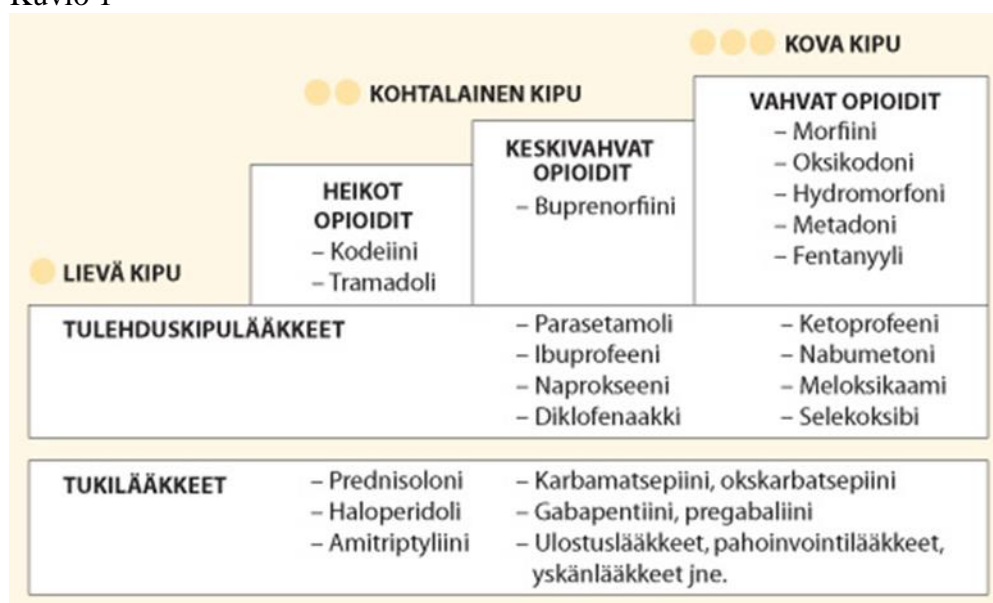 KOVA KIPU
KOHTALAINEN KIPU
VAHVAT OPIOIDIT
– Morfiini
– Oksikodoni
– Hydromorfoni
– Metadoni
– Fentanyyli
KESKIVAHVAT
OPIOIDIT
– Buprenorfiini
HEIKOT
OPIOIDIT
– Kodeiini
– Tramadoli
LIEVÄ KIPU
TULEHDUSKIPULÄÄKKEET
– Parasetamoli
– Ibuprofeeni
– Naprokseeni
– Diklofenaakki
– Ketoprofeeni
– Nabumetoni
– Meloksikaami
– Selekoksibi
TUKILÄÄKKEET
– Prednisoloni
– Haloperidoli
– Amitriptyliini
– Karbamatsepiini, okskarbatsepiini
– Gabapentiini, pregabaliini
– Ulostuslääkkeet, pahoinvointilääkkeet,
yskänlääkkeet jne.